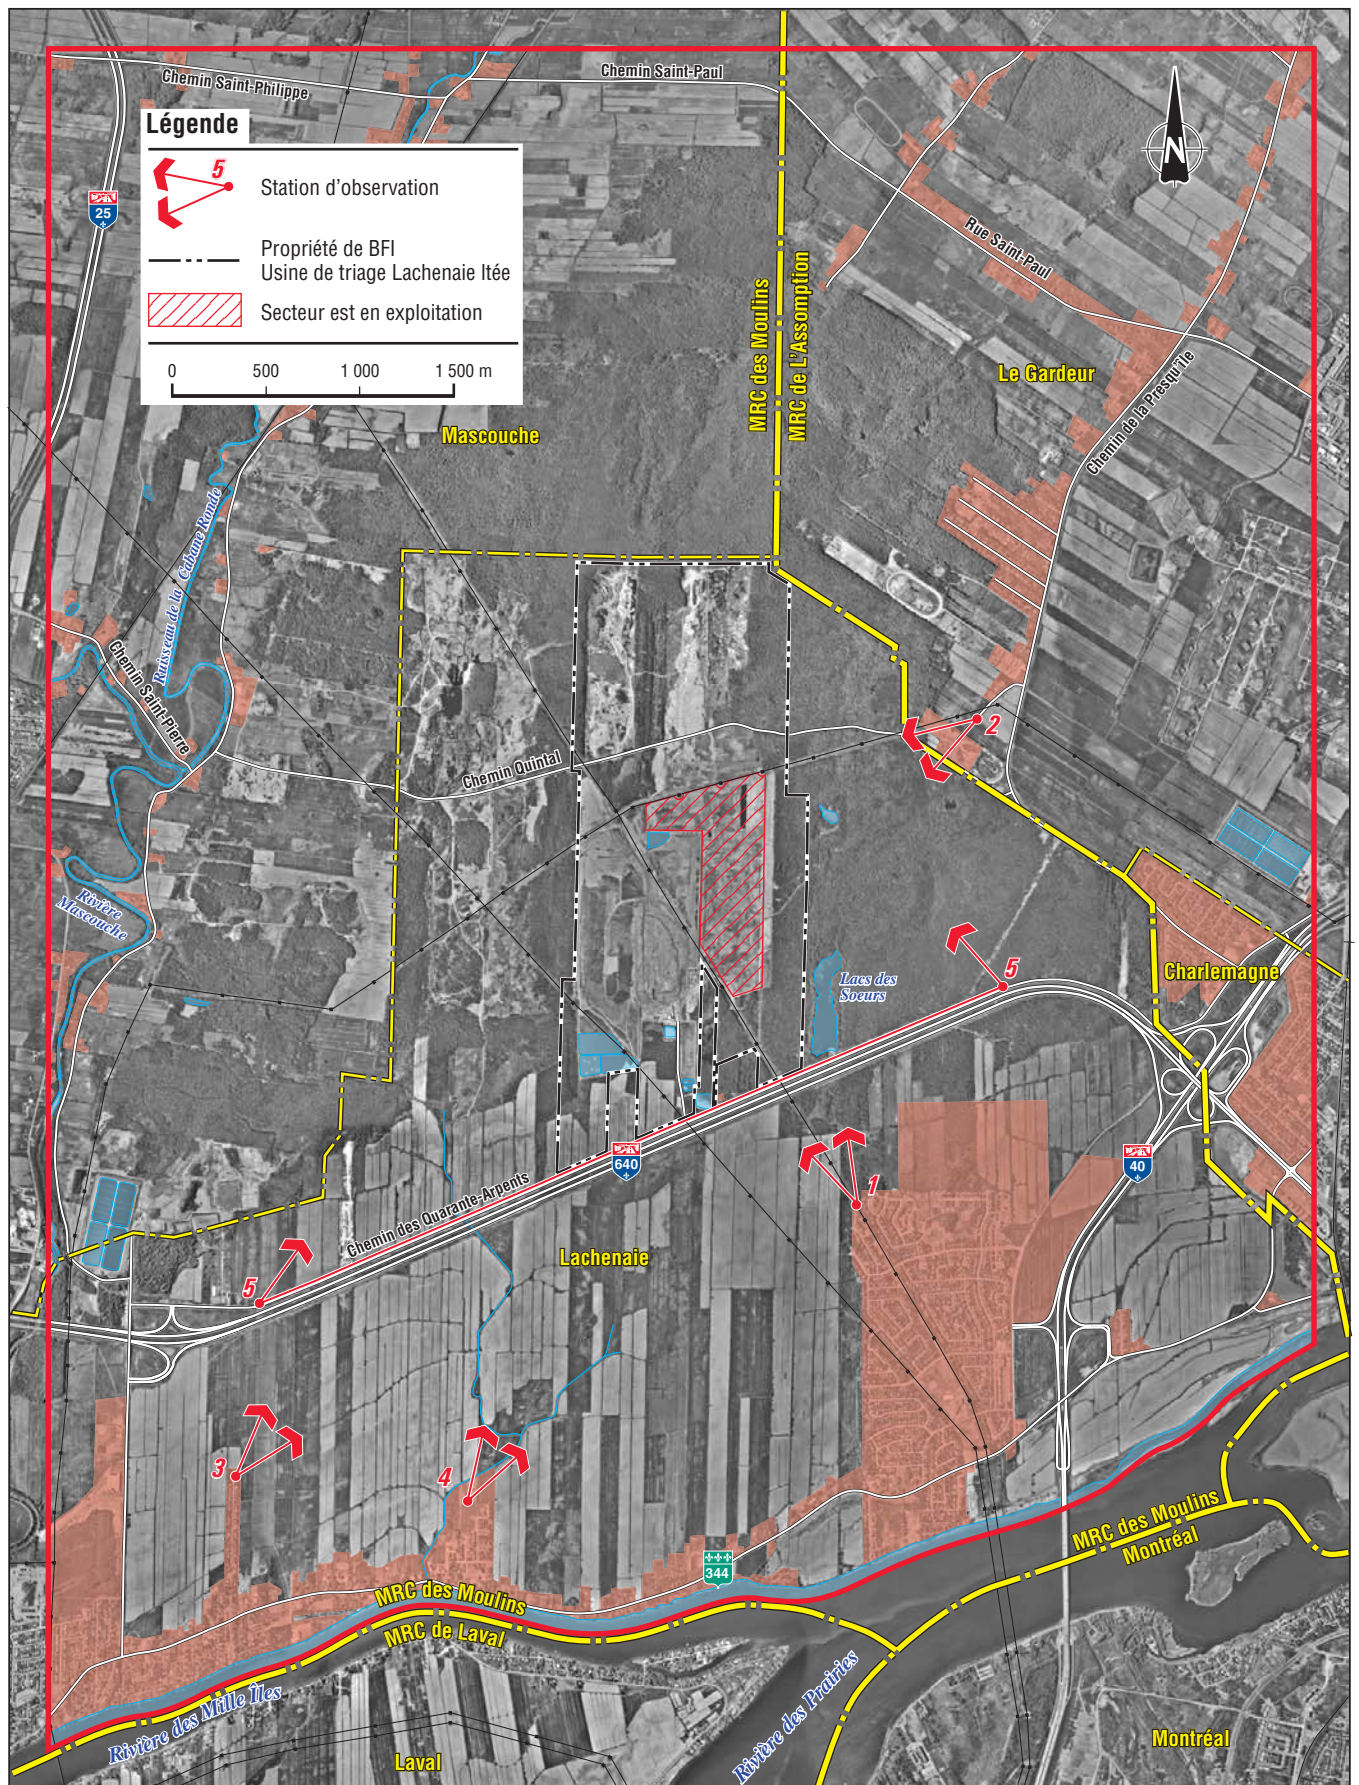 Chemin Saint-Philippe
Chemin Saint-Paul
Légende
5
Station d'observation
Propriété de BFI
Usine de triage Lachenaie ltée
Secteur est en exploitation
0 500 1 000 1 500 m
25
N
Rue Saint-Paul
MRC des Moulins
MRC de L'Assomption
Le Gardeur
Chemin de la Presqu'île
Mascouche
Ruisseau de la Cabane Ronde
Chemin Saint-Pierre
Chemin Quintal
2
Rivière
Mascouche
Lacs des
Soeurs
5
Charlemagne
640
40
1
Chemin des Quarante-Arpents
Lachenaie
5
3
4
344
MRC des Moulins
MRC de Laval
MRC des Moulins
Montréal
Rivière des Mille Îles
Rivière des Prairies
Laval
Montréal